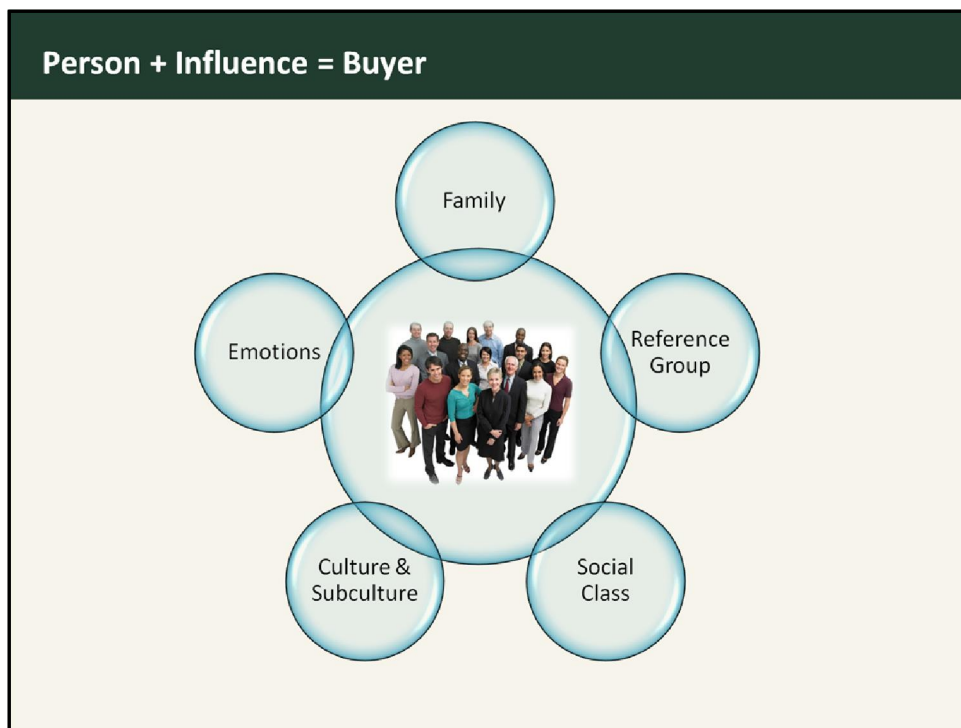 Person + Influence = Buyer
Family
Emotions
Reference
Group
Culture &
Subculture
Social
Class